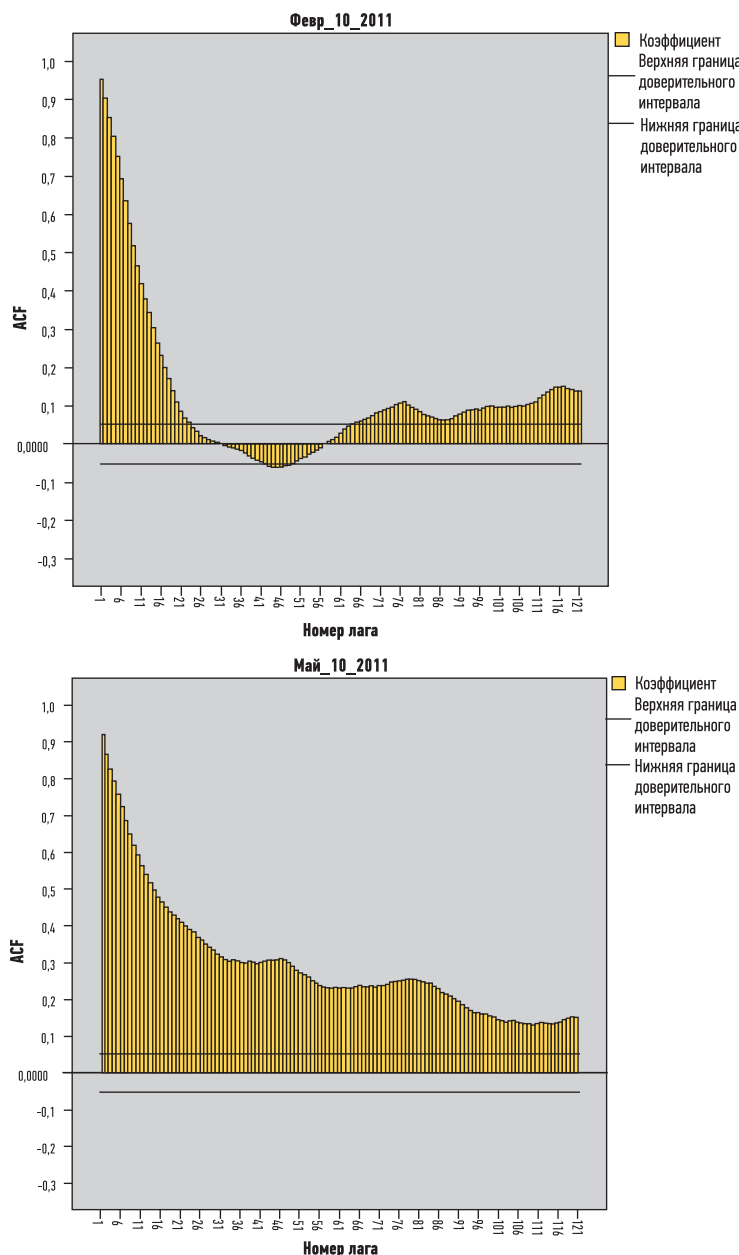 Февр_10_2011
Коэффициент
Верхняя граница
доверительного
интервала
Нижняя граница
доверительного
интервала
1,0
0,9
0,8
0,7
0,6
0,5
0,4
0,3
0,2
0,1
0,0000
-0,1
-0,2
-0,3
ACF
1 6 11 16 21 26 31 36 41 46 51 56 61 66 71 76 81 86 91 96 101 106 111 116 121
Номер лага
Май_10_2011
Коэффициент
Верхняя граница
доверительного
интервала
Нижняя граница
доверительного
интервала
1,0
0,9
0,8
0,7
0,6
0,5
0,4
0,3
0,2
0,1
0,0000
-0,1
-0,2
-0,3
ACF
1 6 11 16 21 26 31 36 41 46 51 56 61 66 71 76 81 86 91 96 101 106 111 116 121
Номер лага